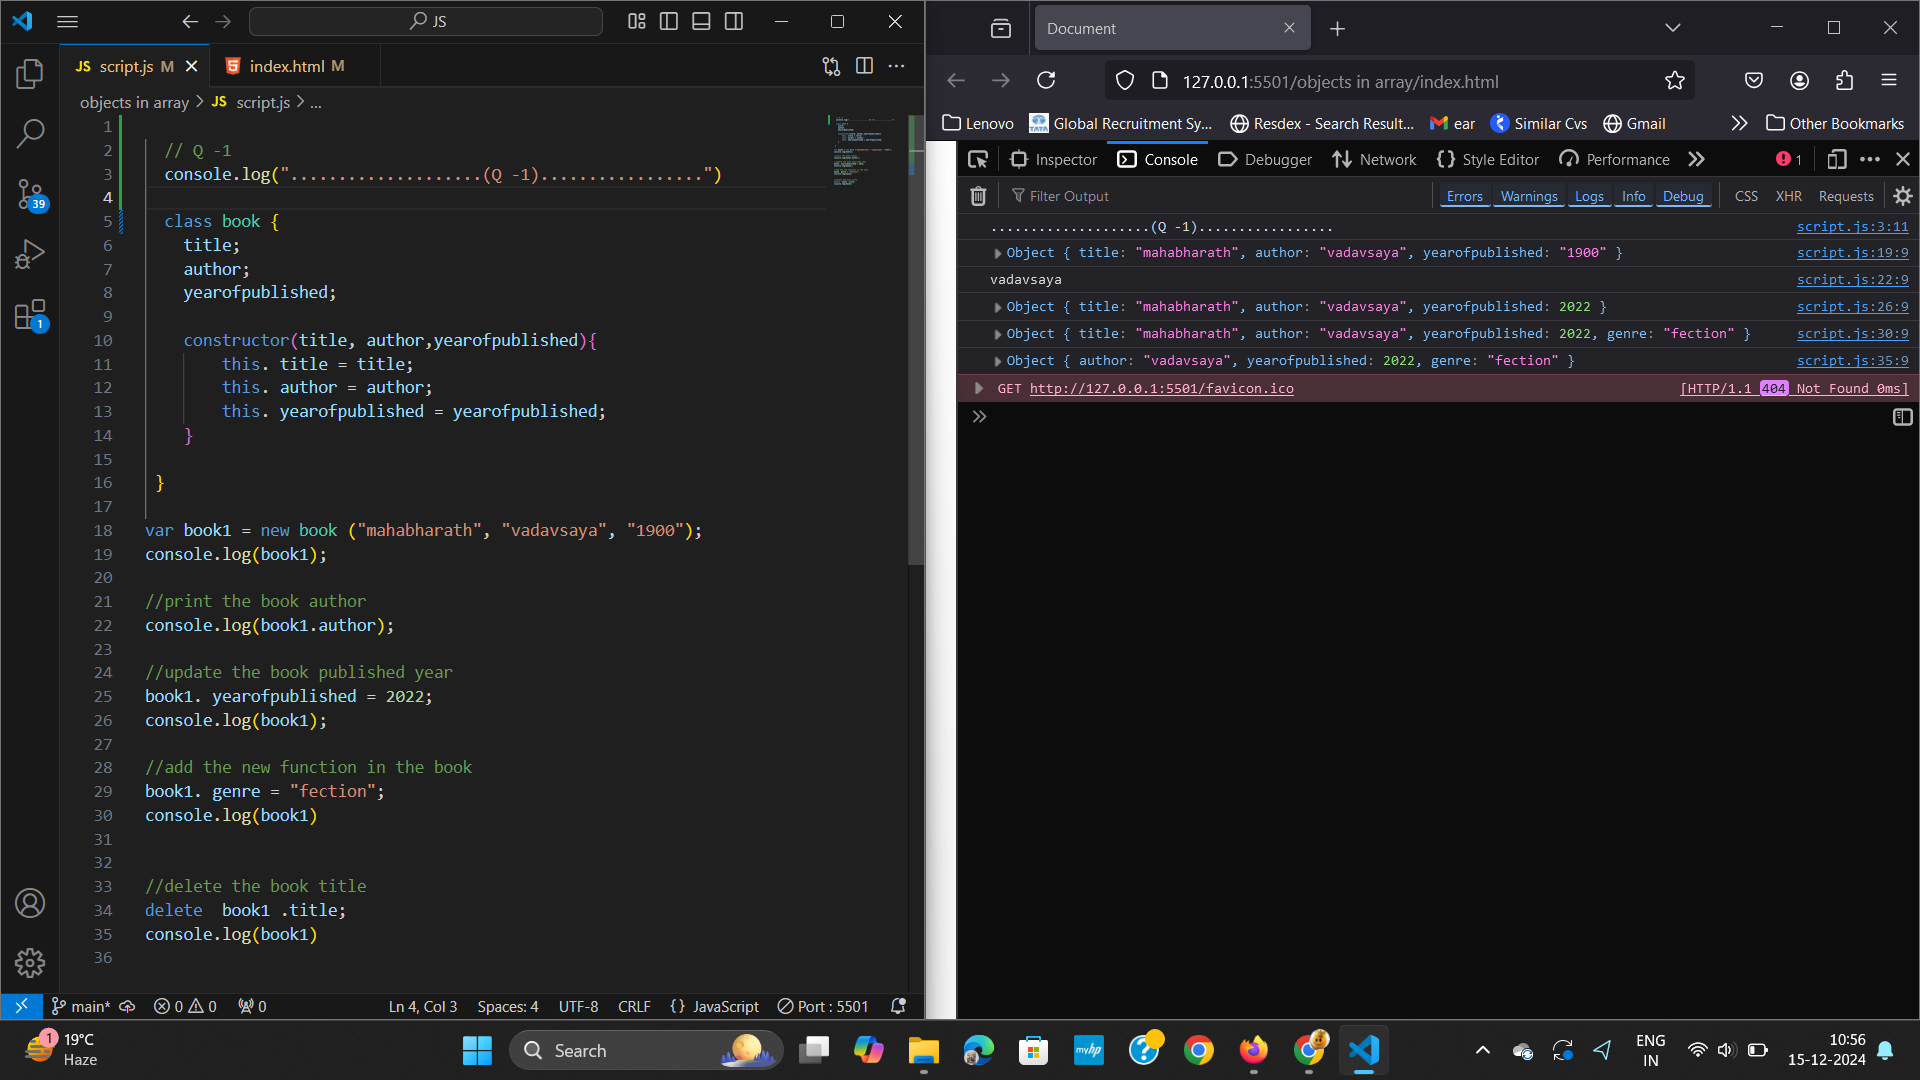 JS
JS script.js M
index.html M
objects in array > JS script.js > ...
1
2 // Q -1
3 console.log("....................(Q -1).................")
4
5 class book {
6 title;
7 author;
8 yearofpublished;
9
10 constructor(title, author,yearofpublished){
11 this. title = title;
12 this. author = author;
13 this. yearofpublished = yearofpublished;
14 }
15
16 }
17
18 var book1 = new book ("mahabharath", "vadavsaya", "1900");
19 console.log(book1);
20
21 //print the book author
22 console.log(book1.author);
23
24 //update the book published year
25 book1. yearofpublished = 2022;
26 console.log(book1);
27
28 //add the new function in the book
29 book1. genre = "fection";
30 console.log(book1)
31
32
33 //delete the book title
34 delete  book1 .title;
35 console.log(book1)
36
39
1
main*
0 0
0
Ln 4, Col 3
Spaces: 4
UTF-8
CRLF
{} JavaScript
Port : 5501
Document
127.0.0.1:5501/objects in array/index.html
Lenovo
TATA
Global Recruitment Sy...
Resdex - Search Result...
ear
Similar Cvs
Gmail
Other Bookmarks
Inspector
Console
Debugger
Network
{} Style Editor
Performance
1
Filter Output
Errors
Warnings
Logs
Info
Debug
CSS
XHR
Requests
....................(Q -1)................. script.js:3:11
Object { title: "mahabharath", author: "vadavsaya", yearofpublished: "1900" } script.js:19:9
vadavsaya script.js:22:9
Object { title: "mahabharath", author: "vadavsaya", yearofpublished: 2022 } script.js:26:9
Object { title: "mahabharath", author: "vadavsaya", yearofpublished: 2022, genre: "fection" } script.js:30:9
Object { author: "vadavsaya", yearofpublished: 2022, genre: "fection" } script.js:35:9
GET http://127.0.0.1:5501/favicon.ico [HTTP/1.1 404 Not Found 0ms]
1
19°C
Haze
Search
myhp
ENG
IN
10:56
15-12-2024